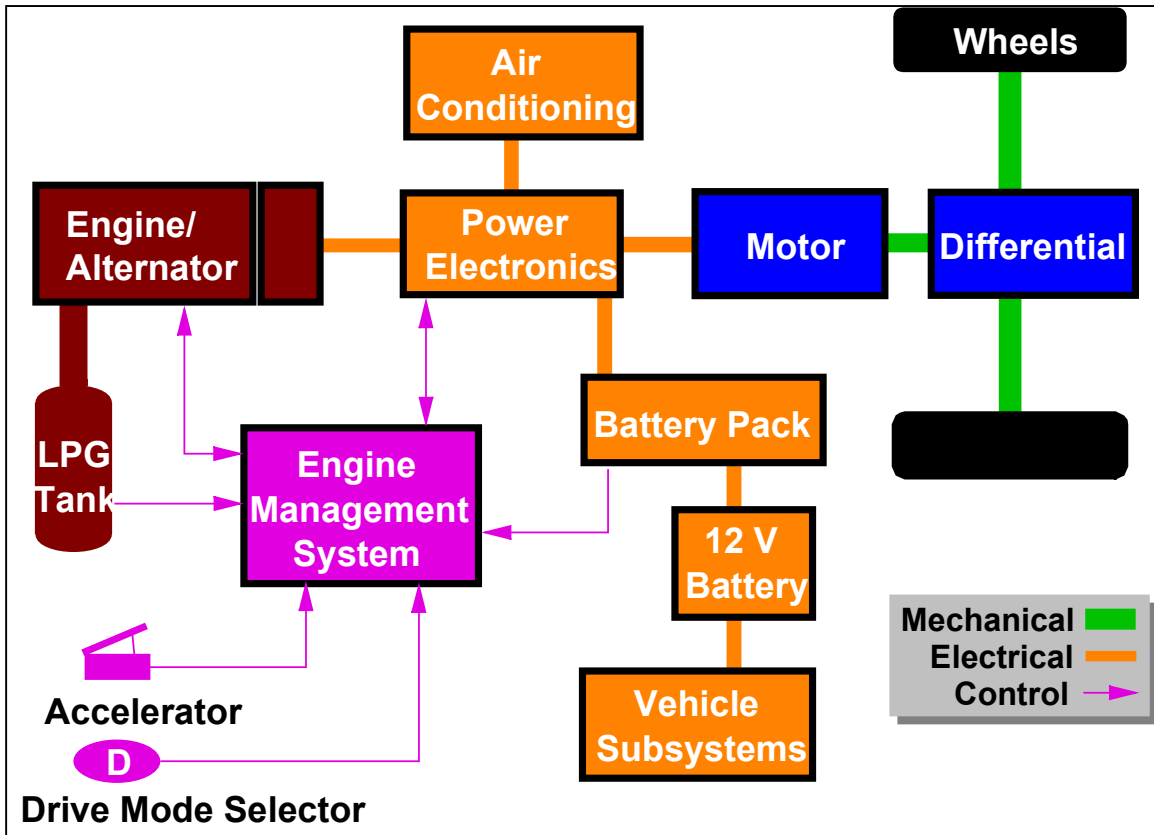 Wheels
Air
Conditioning
Engine/
Alternator
Power
Electronics
Motor
Differential
Battery Pack
LPG
Tank
Engine
Management
System
12 V
Battery
Mechanical
Electrical
Control
Accelerator
Vehicle
Subsystems
D
Drive Mode Selector